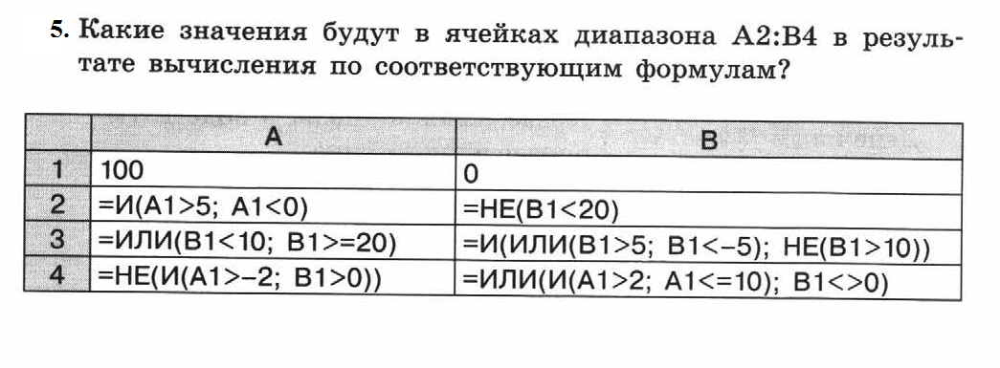 5. Какие значения будут в ячейках диапазона A2:B4 в резуль-
тате вычисления по соответствующим формулам?
A B
1 100 0
2 =И(A1>5; A1<0) =НЕ(B1<20)
3 =ИЛИ(B1<10; B1>=20) =И(ИЛИ(B1>5; B1<–5); НЕ(B1>10))
4 =НЕ(И(A1>–2; B1>0)) =ИЛИ(И(A1>2; A1<=10); B1<>0)